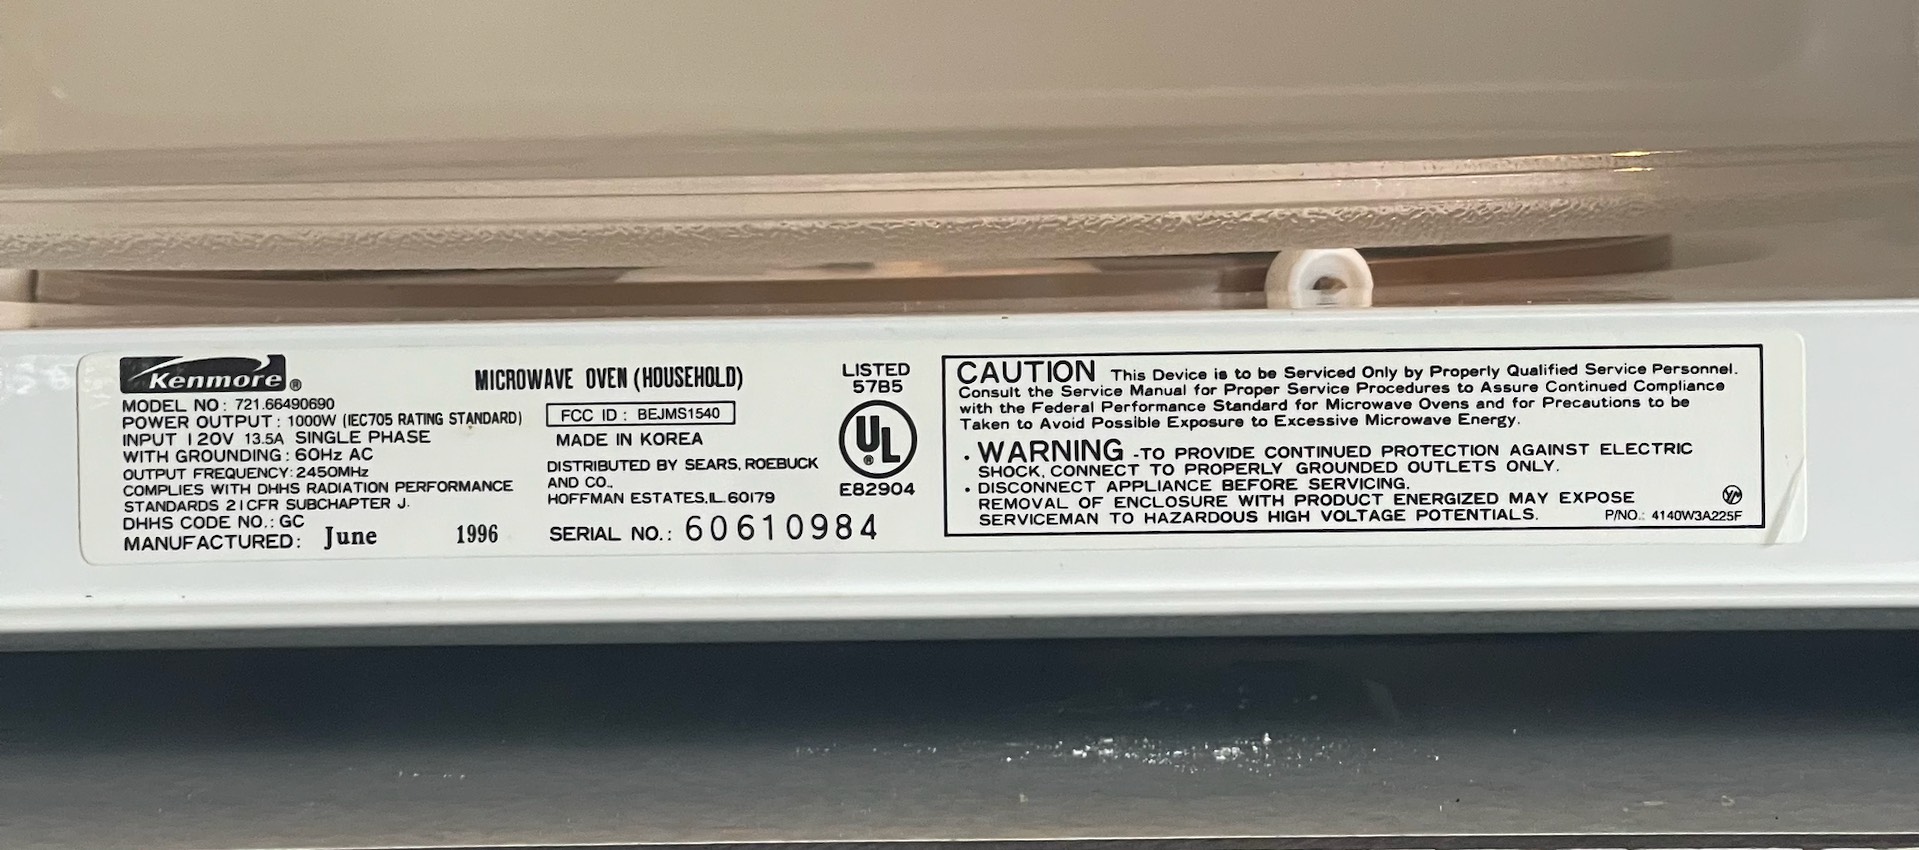 Kenmore®
MICROWAVE OVEN (HOUSEHOLD)
MODEL NO : 721.66490690
POWER OUTPUT : 1000W (IEC705 RATING STANDARD)
INPUT 120V 13.5A SINGLE PHASE
WITH GROUNDING : 60Hz AC
OUTPUT FREQUENCY : 2450MHz
COMPLIES WITH DHHS RADIATION PERFORMANCE
STANDARDS 21CFR SUBCHAPTER J.
DHHS CODE NO. : GC
MANUFACTURED : June 1996
FCC ID : BEJMS1540
MADE IN KOREA
DISTRIBUTED BY SEARS, ROEBUCK
AND CO.,
HOFFMAN ESTATES, IL. 60179
SERIAL NO. : 60610984
LISTED
57B5
UL®
E82904
CAUTION This Device is to be Serviced Only by Properly Qualified Service Personnel.
Consult the Service Manual for Proper Service Procedures to Assure Continued Compliance
with the Federal Performance Standard for Microwave Ovens and for Precautions to be
Taken to Avoid Possible Exposure to Excessive Microwave Energy.
• WARNING - TO PROVIDE CONTINUED PROTECTION AGAINST ELECTRIC
SHOCK, CONNECT TO PROPERLY GROUNDED OUTLETS ONLY.
• DISCONNECT APPLIANCE BEFORE SERVICING.
REMOVAL OF ENCLOSURE WITH PRODUCT ENERGIZED MAY EXPOSE
SERVICEMAN TO HAZARDOUS HIGH VOLTAGE POTENTIALS.
P/NO.: 4140W3A225F